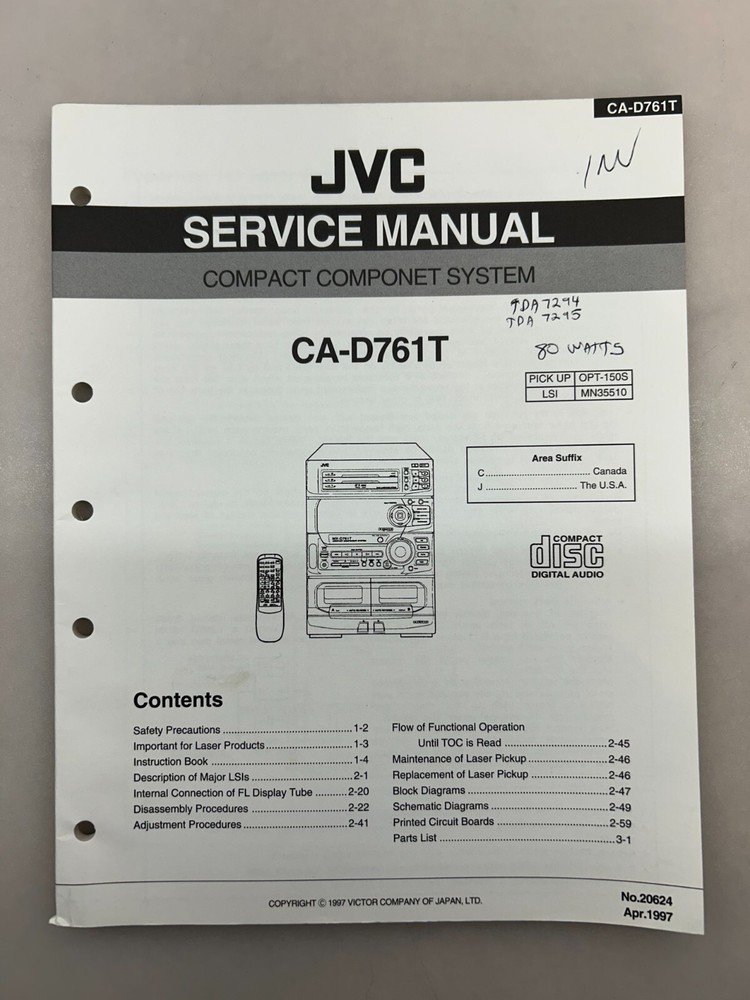 CA-D761T
JVC
INV
SERVICE MANUAL
COMPACT COMPONET SYSTEM
TDA7294
TDA 7295
CA-D761T
80 WATTS
PICK UP OPT-150S
LSI MN35510
Area Suffix
C.................................... Canada
J ............................... The U.S.A.
JVC
COMPACT
disc
DIGITAL AUDIO
Contents
Safety Precautions ............................................ 1-2
Important for Laser Products............................. 1-3
Instruction Book ................................................ 1-4
Description of Major LSIs .................................. 2-1
Internal Connection of FL Display Tube .......... 2-20
Disassembly Procedures ................................ 2-22
Adjustment Procedures................................... 2-41
Flow of Functional Operation
Until TOC is Read .................................. 2-45
Maintenance of Laser Pickup......................... 2-46
Replacement of Laser Pickup ......................... 2-46
Block Diagrams ............................................... 2-47
Schematic Diagrams ....................................... 2-49
Printed Circuit Boards ..................................... 2-59
Parts List ........................................................... 3-1
COPYRIGHT © 1997 VICTOR COMPANY OF JAPAN, LTD.
No.20624
Apr.1997